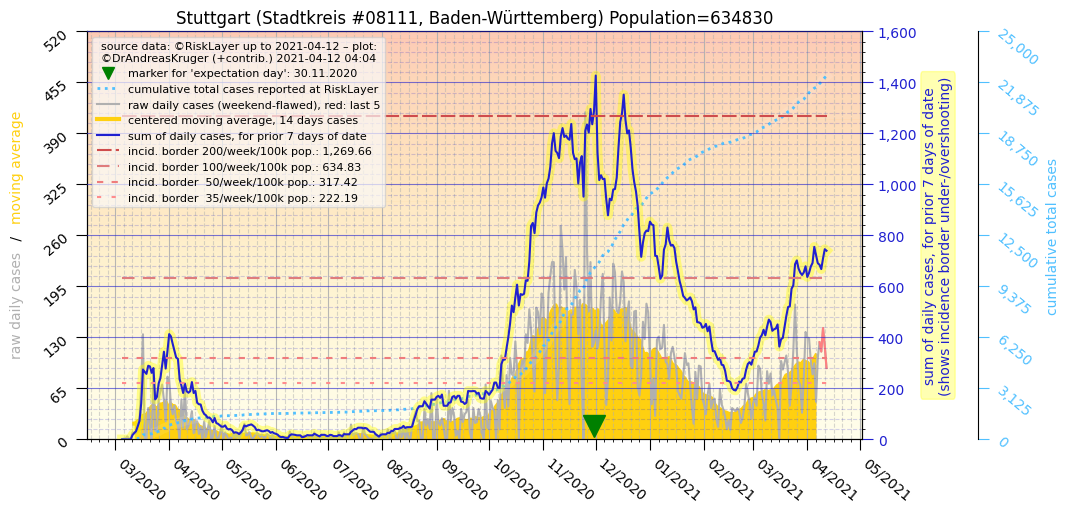 Stuttgart (Stadtkreis #08111, Baden-Württemberg) Population=634830
source data: ©RiskLayer up to 2021-04-12 – plot:
©DrAndreasKruger (+contrib.) 2021-04-12 04:04
marker for 'expectation day': 30.11.2020
cumulative total cases reported at RiskLayer
raw daily cases (weekend-flawed), red: last 5
centered moving average, 14 days cases
sum of daily cases, for prior 7 days of date
incid. border 200/week/100k pop.: 1,269.66
incid. border 100/week/100k pop.: 634.83
incid. border 50/week/100k pop.: 317.42
incid. border 35/week/100k pop.: 222.19
raw daily cases / moving average
520
455
390
325
260
195
130
65
0
1,600
1,400
1,200
1,000
800
600
400
200
0
sum of daily cases, for prior 7 days of date
(shows incidence border under-/overshooting)
25,000
21,875
18,750
15,625
12,500
9,375
6,250
3,125
0
cumulative total cases
03/2020
04/2020
05/2020
06/2020
07/2020
08/2020
09/2020
10/2020
11/2020
12/2020
01/2021
02/2021
03/2021
04/2021
05/2021